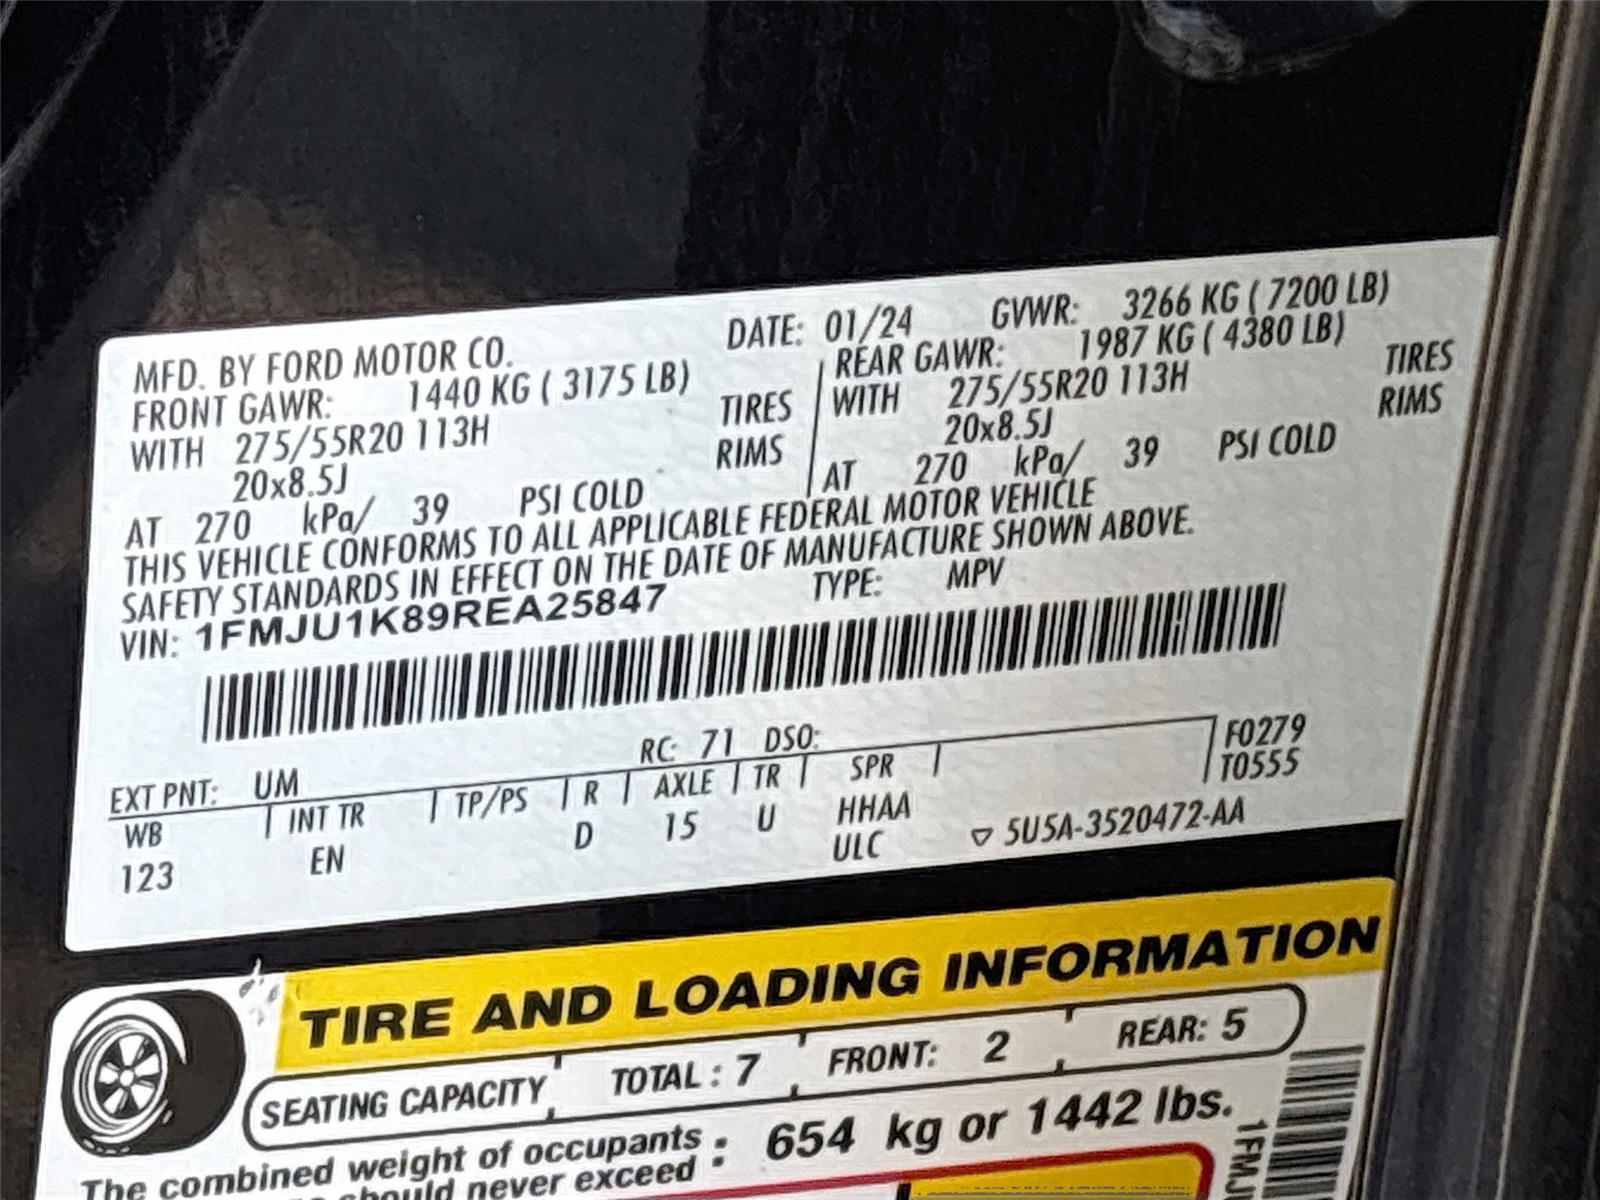 MFD. BY FORD MOTOR CO. DATE: 01/24 GVWR: 3266 KG ( 7200 LB)
FRONT GAWR: 1440 KG ( 3175 LB) REAR GAWR: 1987 KG ( 4380 LB)
WITH 275/55R20 113H TIRES WITH 275/55R20 113H TIRES
20x8.5J RIMS 20x8.5J RIMS
AT 270 kPa/ 39 PSI COLD AT 270 kPa/ 39 PSI COLD
THIS VEHICLE CONFORMS TO ALL APPLICABLE FEDERAL MOTOR VEHICLE
SAFETY STANDARDS IN EFFECT ON THE DATE OF MANUFACTURE SHOWN ABOVE.
VIN: 1FMJU1K89REA25847 TYPE: MPV
RC: 71 DSO: F0279
EXT PNT: UM T0555
WB INT TR TP/PS R AXLE TR SPR
123 EN D 15 U HHAA
ULC ▽ 5U5A-3520472-AA
TIRE AND LOADING INFORMATION
SEATING CAPACITY TOTAL : 7 FRONT: 2 REAR: 5
The combined weight of occupants : 654 kg or 1442 lbs.
should never exceed
1FMJU